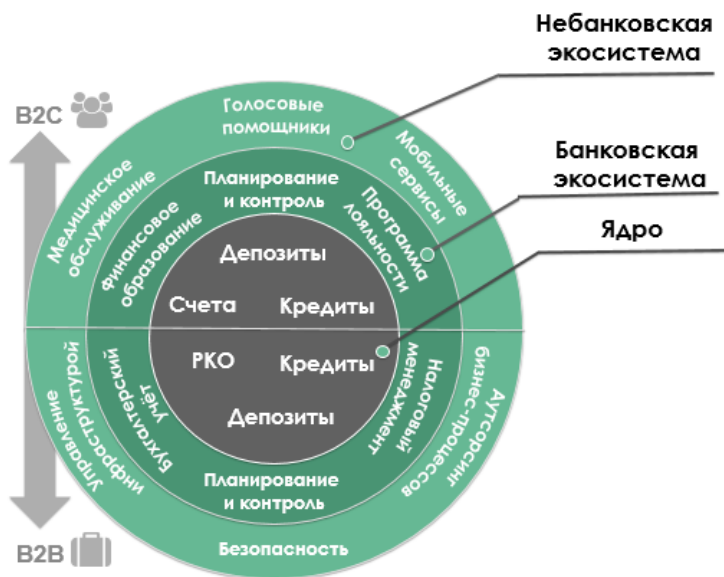 Небанковская
экосистема
B2C
Голосовые
помощники
Мобильные
сервисы
Медицинское
обслуживание
Банковская
экосистема
Планирование
и контроль
Программа
лояльности
Финансовое
образование
Ядро
Депозиты
Счета
Кредиты
РКО
Кредиты
Депозиты
Бухгалтерский
учёт
Налоговый
менеджмент
Управление
инфраструктурой
Аутсорсинг
бизнес-процессов
Планирование
и контроль
Безопасность
B2B